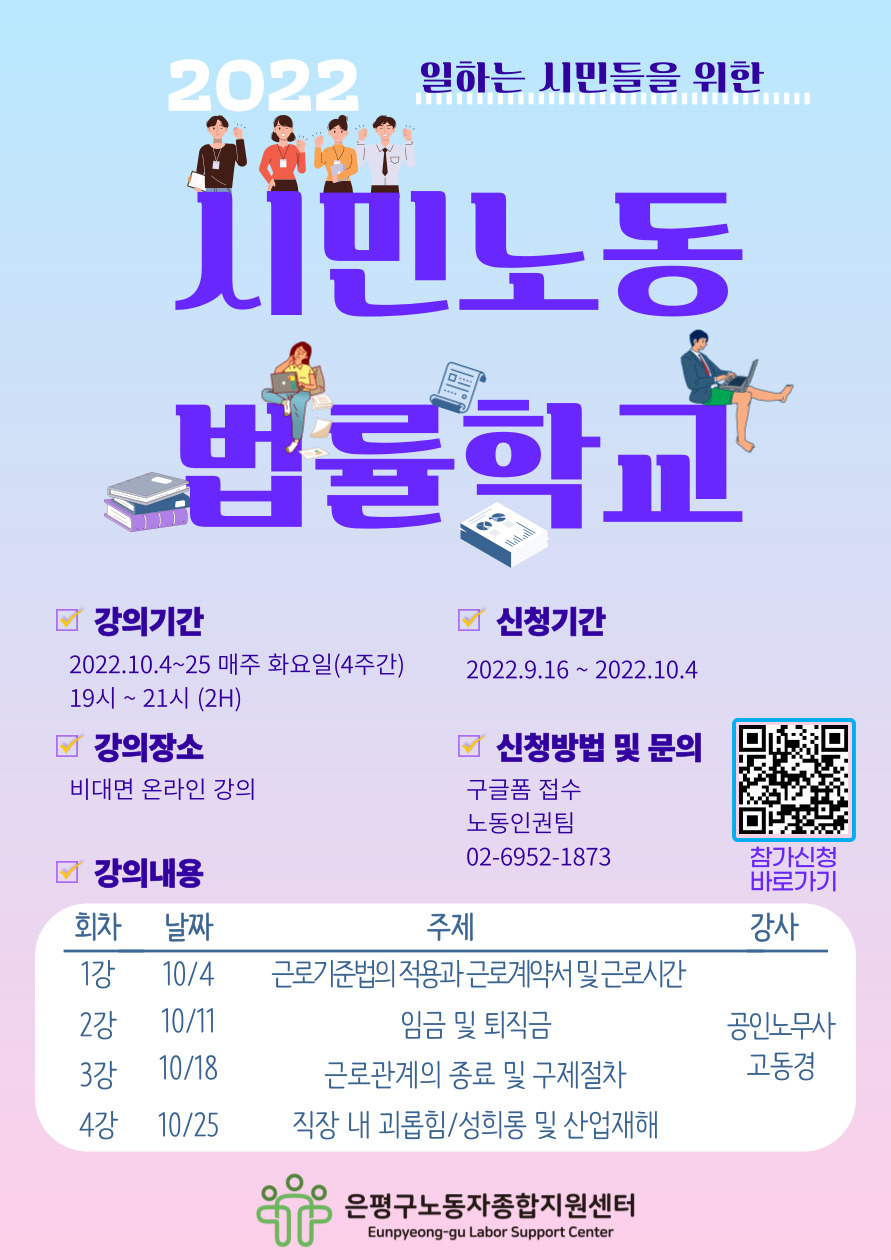 2022
일하는 시민들을 위한
시민노동
법률학교
강의기간
2022.10.4~25 매주 화요일(4주간)
19시 ~ 21시 (2H)
신청기간
2022.9.16 ~ 2022.10.4
강의장소
비대면 온라인 강의
신청방법 및 문의
구글폼 접수
노동인권팀
02-6952-1873
참가신청
바로가기
강의내용
회차 날짜 주제 강사
1강 10/4 근로기준법의 적용과 근로계약서 및 근로시간
2강 10/11 임금 및 퇴직금 공인노무사
3강 10/18 근로관계의 종료 및 구제절차 고동경
4강 10/25 직장 내 괴롭힘/성희롱 및 산업재해
은평구노동자종합지원센터
Eunpyeong-gu Labor Support Center